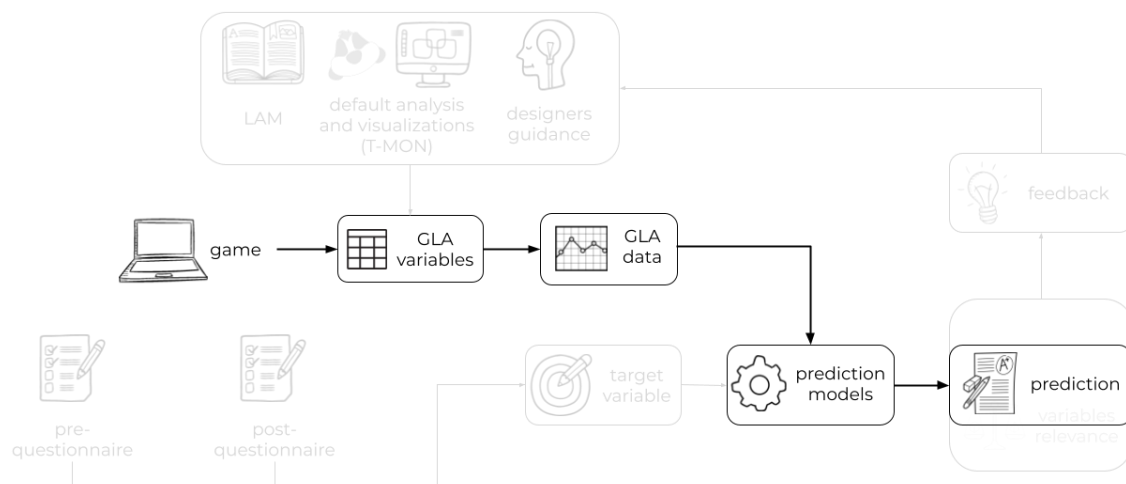 LAM
default analysis
and visualizations
(T-MON)
designers
guidance
feedback
game
GLA
variables
GLA
data
target
variable
prediction
models
prediction
variables
relevance
pre-
questionnaire
post-
questionnaire